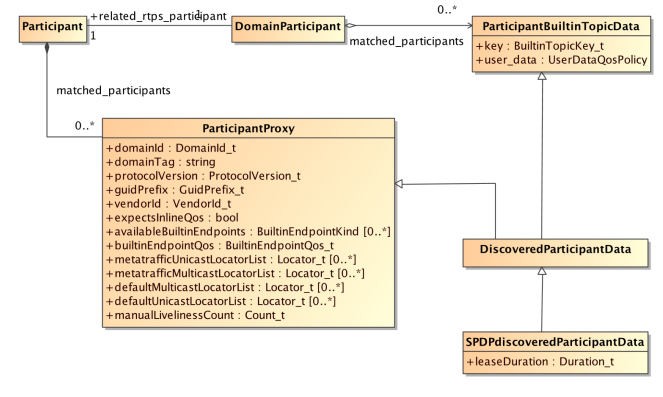 Participant
+related_rtps_participant
1
1
DomainParticipant
0..*
matched_participants
ParticipantBuiltinTopicData
+key : BuiltinTopicKey_t
+user_data : UserDataQosPolicy
matched_participants
0..*
ParticipantProxy
+domainId : DomainId_t
+domainTag : string
+protocolVersion : ProtocolVersion_t
+guidPrefix : GuidPrefix_t
+vendorId : VendorId_t
+expectsInlineQos : bool
+availableBuiltinEndpoints : BuiltinEndpointKind [0..*]
+builtinEndpointQos : BuiltinEndpointQos_t
+metatrafficUnicastLocatorList : Locator_t [0..*]
+metatrafficMulticastLocatorList : Locator_t [0..*]
+defaultMulticastLocatorList : Locator_t [0..*]
+defaultUnicastLocatorList : Locator_t [0..*]
+manualLivelinessCount : Count_t
DiscoveredParticipantData
SPDPdiscoveredParticipantData
+leaseDuration : Duration_t